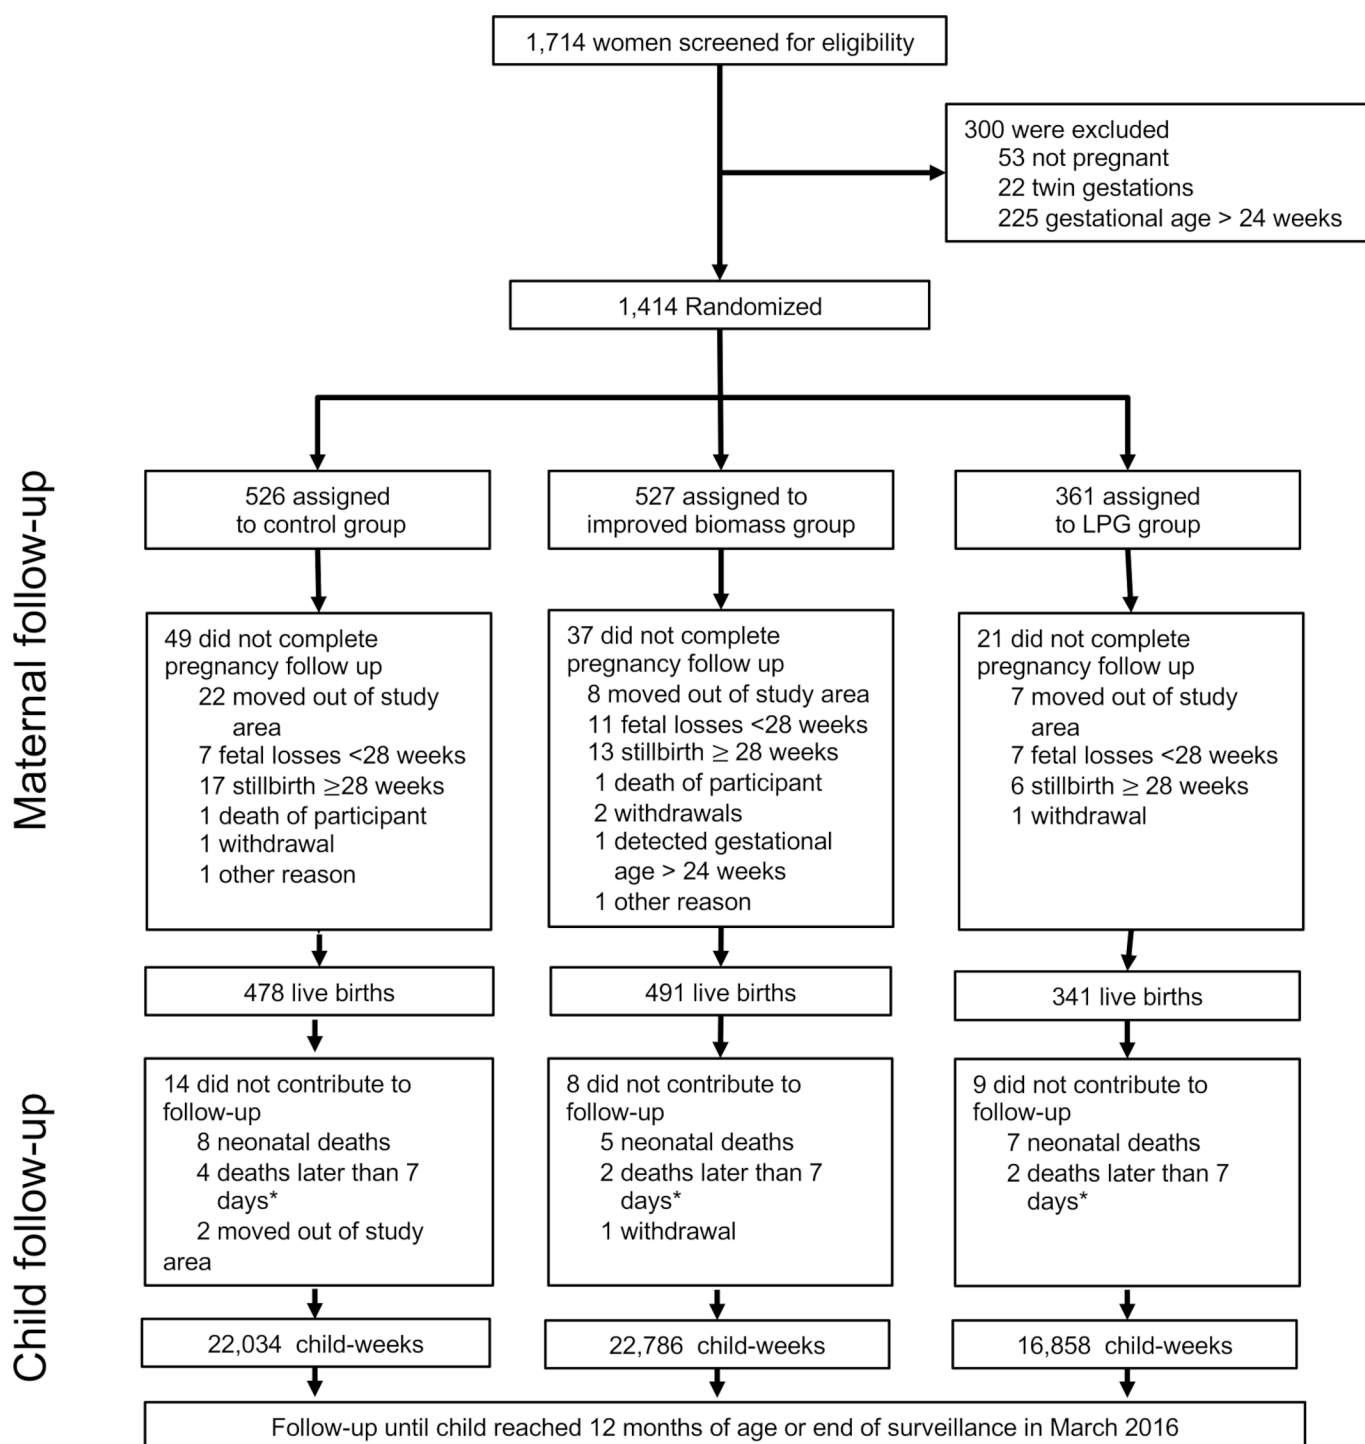 1,714 women screened for eligibility
300 were excluded
53 not pregnant
22 twin gestations
225 gestational age > 24 weeks
1,414 Randomized
Maternal follow-up
526 assigned
to control group
527 assigned to
improved biomass group
361 assigned
to LPG group
49 did not complete
pregnancy follow up
22 moved out of study
area
7 fetal losses <28 weeks
17 stillbirth ≥28 weeks
1 death of participant
1 withdrawal
1 other reason
37 did not complete
pregnancy follow up
8 moved out of study area
11 fetal losses <28 weeks
13 stillbirth ≥ 28 weeks
1 death of participant
2 withdrawals
1 detected gestational
age > 24 weeks
1 other reason
21 did not complete
pregnancy follow up
7 moved out of study
area
7 fetal losses <28 weeks
6 stillbirth ≥ 28 weeks
1 withdrawal
478 live births
491 live births
341 live births
Child follow-up
14 did not contribute to
follow-up
8 neonatal deaths
4 deaths later than 7
days*
2 moved out of study
area
8 did not contribute to
follow-up
5 neonatal deaths
2 deaths later than 7
days*
1 withdrawal
9 did not contribute to
follow-up
7 neonatal deaths
2 deaths later than 7
days*
22,034 child-weeks
22,786 child-weeks
16,858 child-weeks
Follow-up until child reached 12 months of age or end of surveillance in March 2016